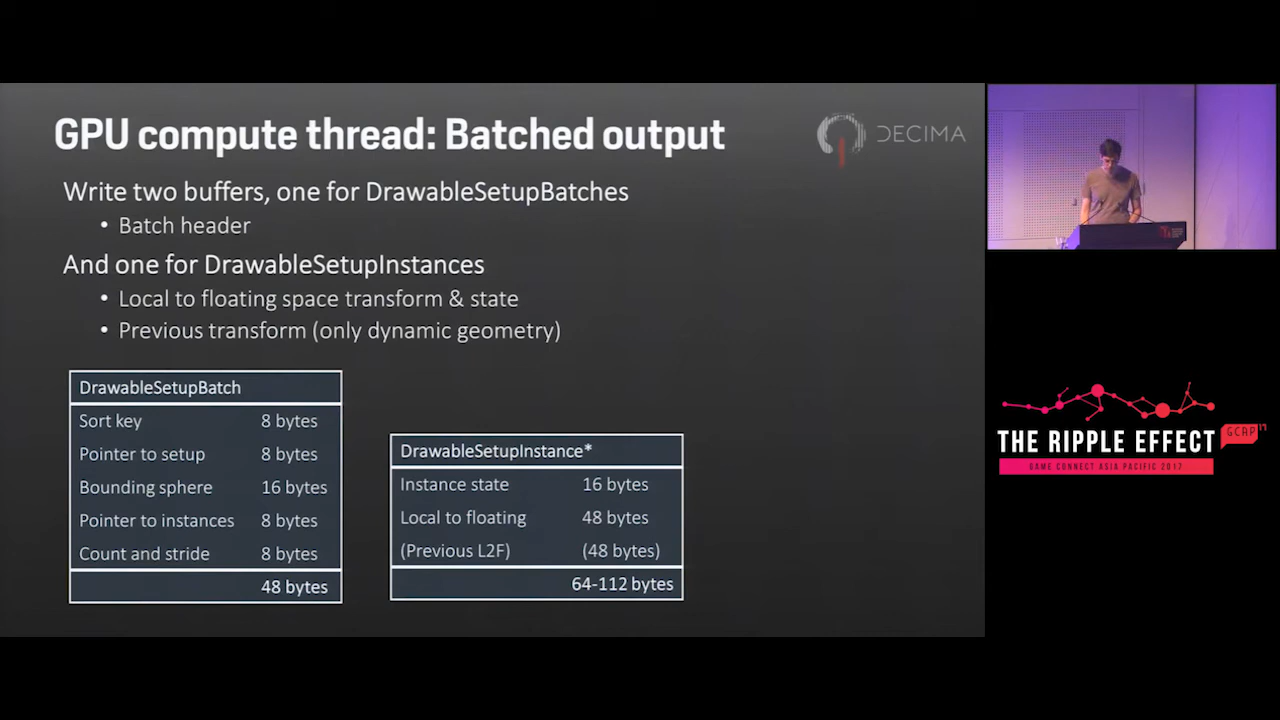 GPU compute thread: Batched output
DECIMA
Write two buffers, one for DrawableSetupBatches
• Batch header
And one for DrawableSetupInstances
• Local to floating space transform & state
• Previous transform (only dynamic geometry)
DrawableSetupBatch
Sort key 8 bytes
Pointer to setup 8 bytes
Bounding sphere 16 bytes
Pointer to instances 8 bytes
Count and stride 8 bytes
48 bytes
DrawableSetupInstance*
Instance state 16 bytes
Local to floating 48 bytes
(Previous L2F) (48 bytes)
64-112 bytes
THE RIPPLE EFFECT
GCAP 17
GAME CONNECT ASIA PACIFIC 2017